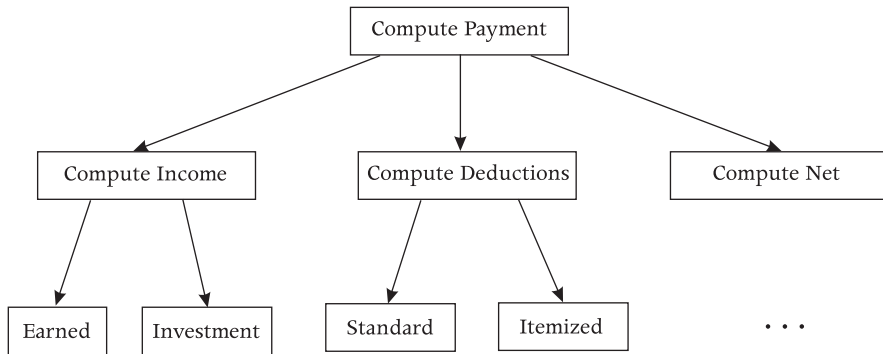 Compute Payment
Compute Income
Compute Deductions
Compute Net
Earned
Investment
Standard
Itemized
. . .